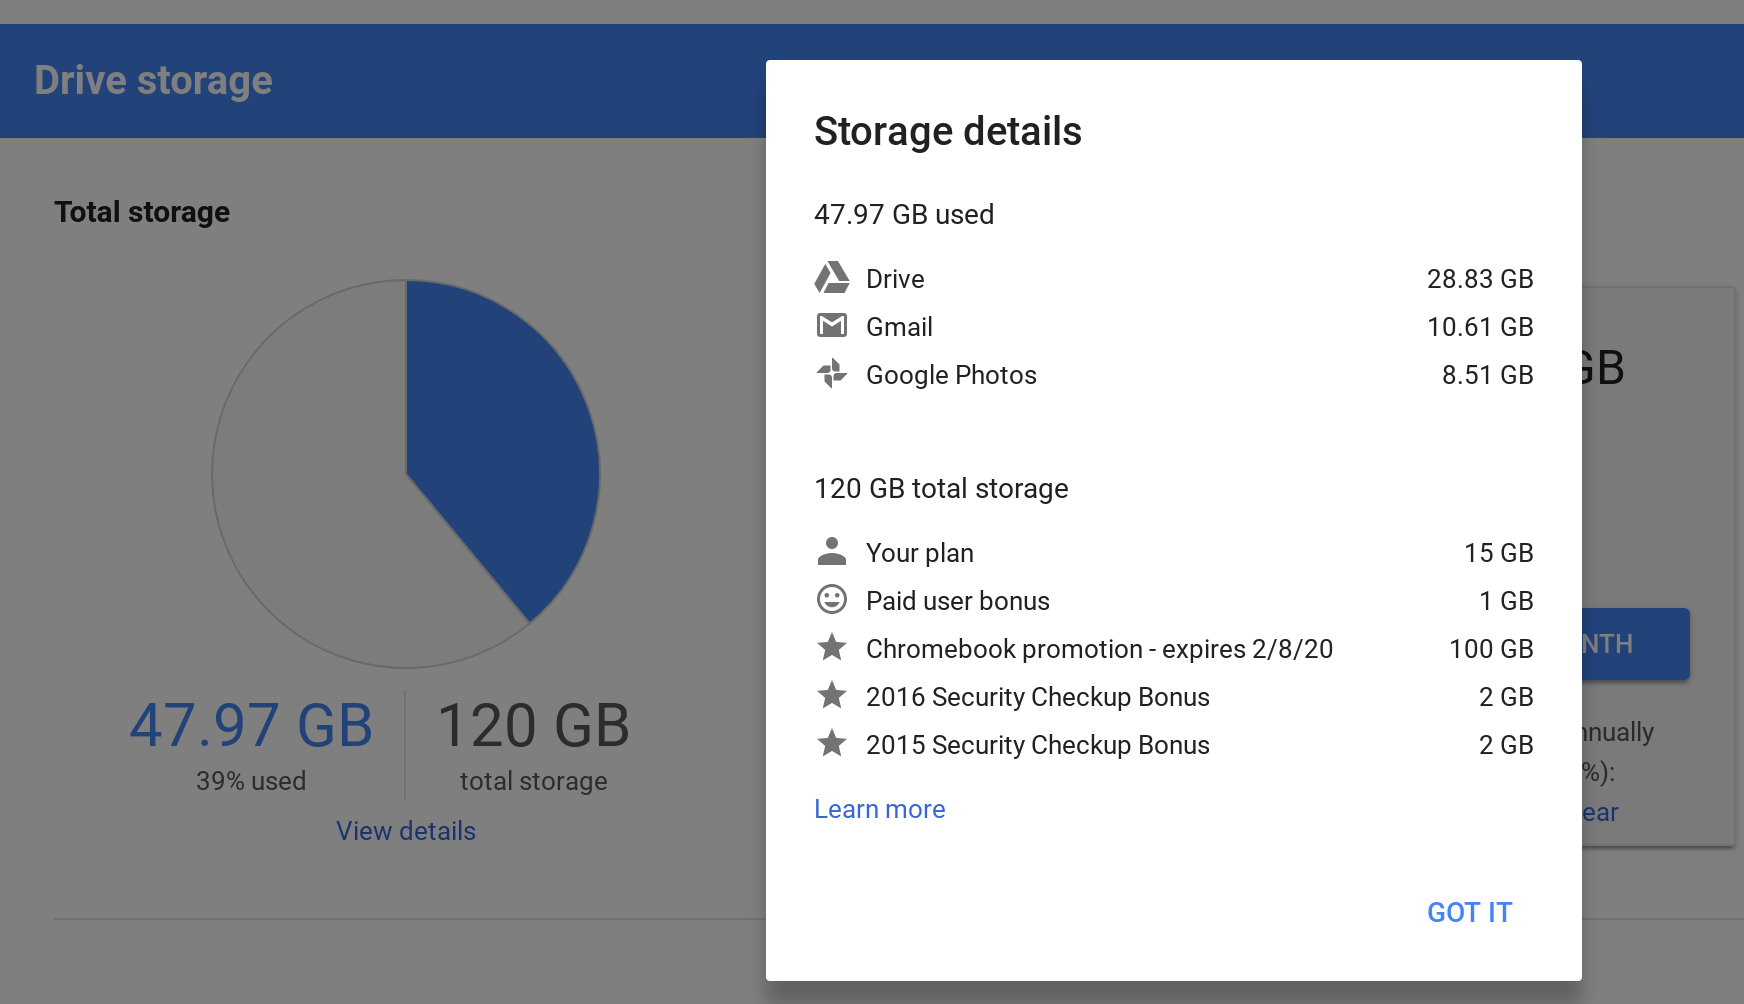 Drive storage
Total storage
47.97 GB
39% used
120 GB
total storage
View details
Storage details
47.97 GB used
Drive 28.83 GB
Gmail 10.61 GB
Google Photos 8.51 GB
120 GB total storage
Your plan 15 GB
Paid user bonus 1 GB
Chromebook promotion - expires 2/8/20 100 GB
2016 Security Checkup Bonus 2 GB
2015 Security Checkup Bonus 2 GB
Learn more
GOT IT
GB
NTH
nnually
%):
ear